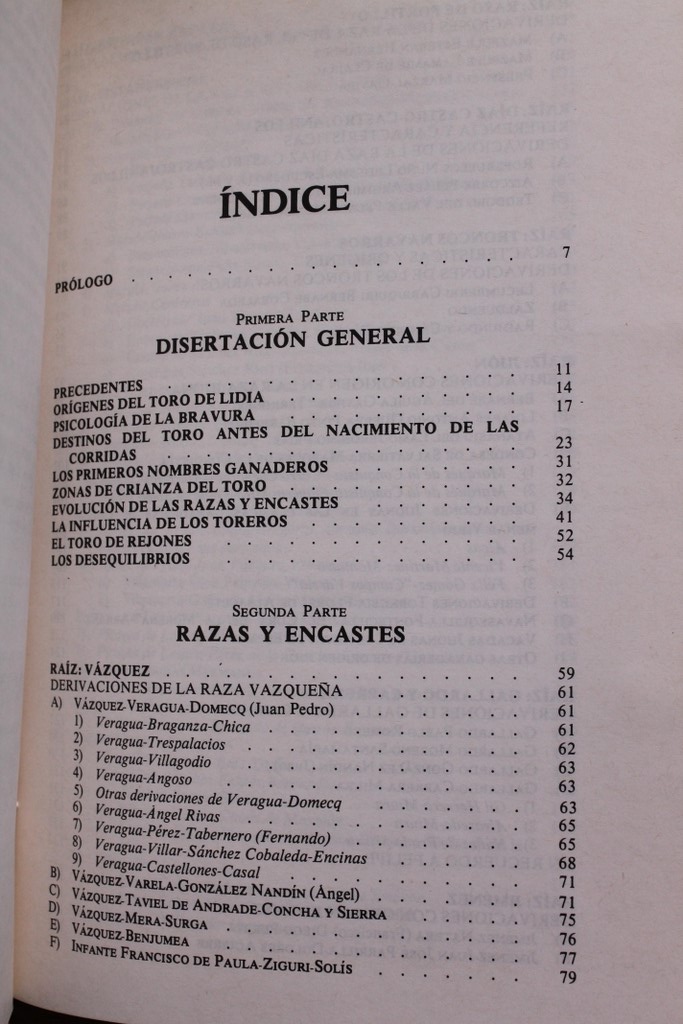 ÍNDICE
PRÓLOGO . . . . . . . . . . . . . . . . 7
PRIMERA PARTE
DISERTACIÓN GENERAL
PRECEDENTES . . . . . . . . . . . . . . 11
ORÍGENES DEL TORO DE LIDIA . . . . . . . . 14
PSICOLOGÍA DE LA BRAVURA . . . . . . . . . 17
DESTINOS DEL TORO ANTES DEL NACIMIENTO DE LAS
CORRIDAS . . . . . . . . . . . . . . 23
LOS PRIMEROS NOMBRES GANADEROS . . . . . . 31
ZONAS DE CRIANZA DEL TORO . . . . . . . . 32
EVOLUCIÓN DE LAS RAZAS Y ENCASTES . . . . . 34
LA INFLUENCIA DE LOS TOREROS . . . . . . . 41
EL TORO DE REJONES . . . . . . . . . . . 52
LOS DESEQUILIBRIOS . . . . . . . . . . . 54
SEGUNDA PARTE
RAZAS Y ENCASTES
RAÍZ: VÁZQUEZ . . . . . . . . . . . . . 59
DERIVACIONES DE LA RAZA VAZQUEÑA . . . . . 61
A) VÁZQUEZ-VERAGUA-DOMECQ (Juan Pedro) . . . . . 61
1) Veragua-Braganza-Chica . . . . . . . . 61
2) Veragua-Trespalacios . . . . . . . . . 62
3) Veragua-Villagodio . . . . . . . . . 63
4) Veragua-Angoso . . . . . . . . . . 63
5) Otras derivaciones de Veragua-Domecq . . . . . 63
6) Veragua-Ángel Rivas . . . . . . . . . 65
7) Veragua-Pérez-Tabernero (Fernando) . . . . . 65
8) Veragua-Villar-Sánchez Cobaleda-Encinas . . . . 68
9) Veragua-Castellones-Casal . . . . . . . 71
B) VÁZQUEZ-VARELA-GONZÁLEZ NANDÍN (Ángel) . . . . 71
C) VÁZQUEZ-TAVIEL DE ANDRADE-CONCHA Y SIERRA . . . 75
D) VÁZQUEZ-MERA-SURGA . . . . . . . . . 76
E) VÁZQUEZ-BENJUMEA . . . . . . . . . . 77
F) INFANTE FRANCISCO DE PAULA-ZIGURI-SOLÍS . . . . 79